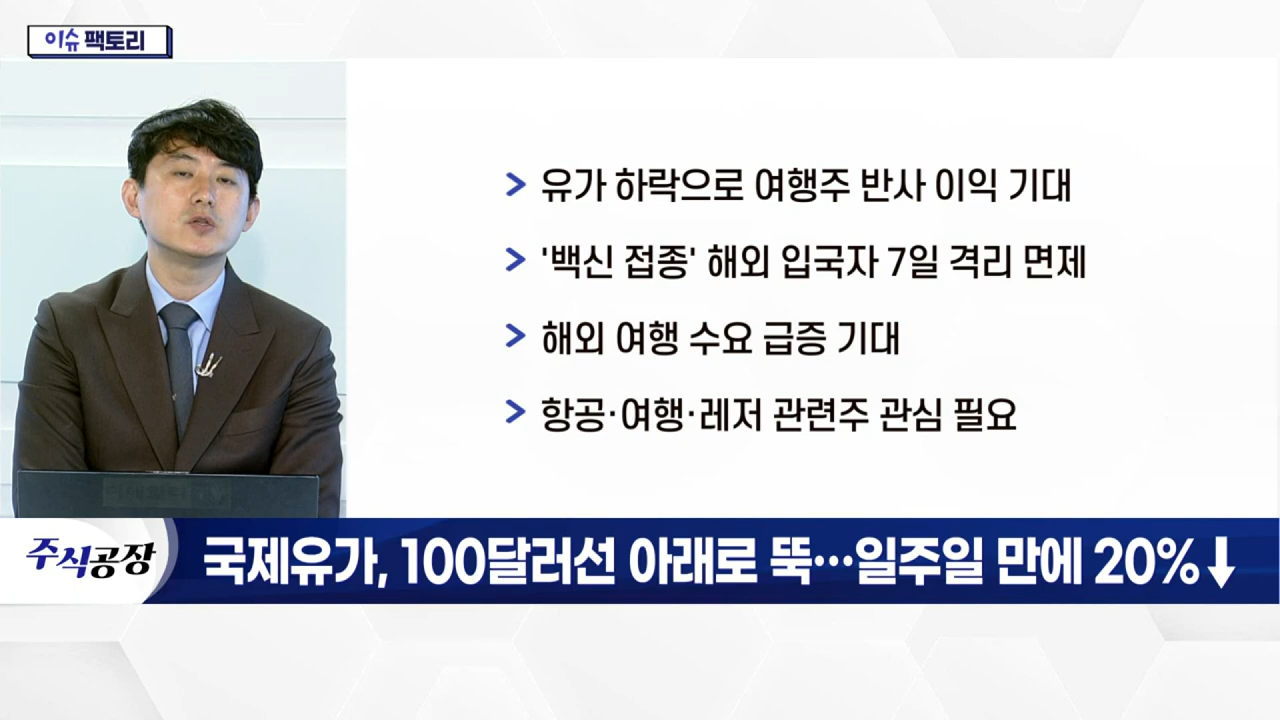 이슈 팩토리
> 유가 하락으로 여행주 반사 이익 기대
> '백신 접종' 해외 입국자 7일 격리 면제
> 해외 여행 수요 급증 기대
> 항공·여행·레저 관련주 관심 필요
주식공장
국제유가, 100달러선 아래로 뚝…일주일 만에 20%↓